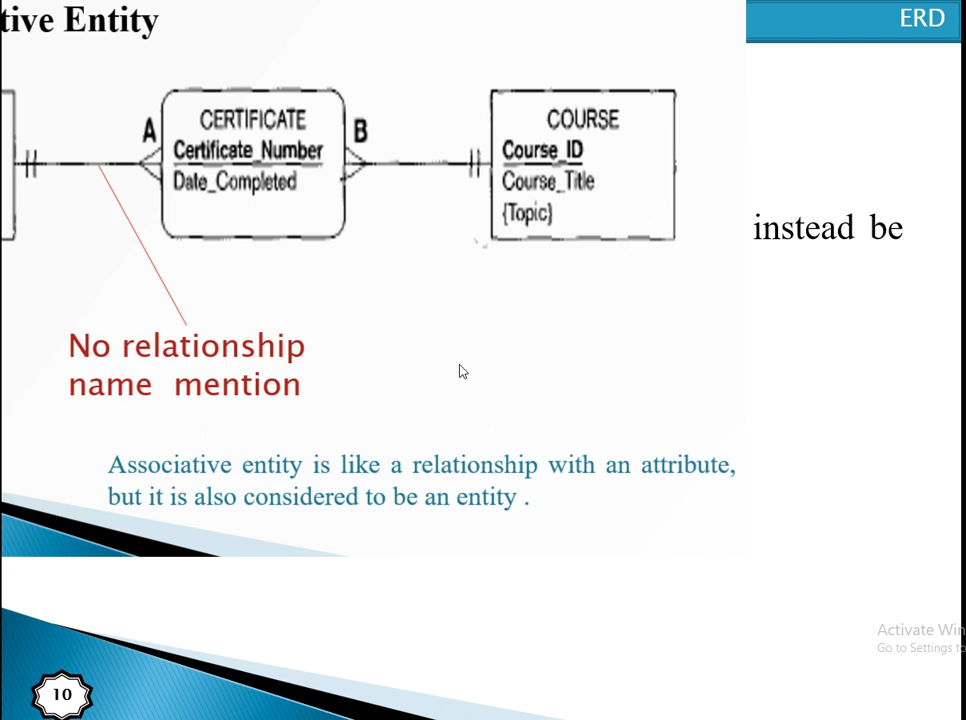 tive Entity
ERD
A
CERTIFICATE
Certificate_Number
Date_Completed
B
COURSE
Course_ID
Course_Title
{Topic}
instead be
No relationship
name mention
Associative entity is like a relationship with an attribute,
but it is also considered to be an entity .
Activate Win
Go to Settings to
10